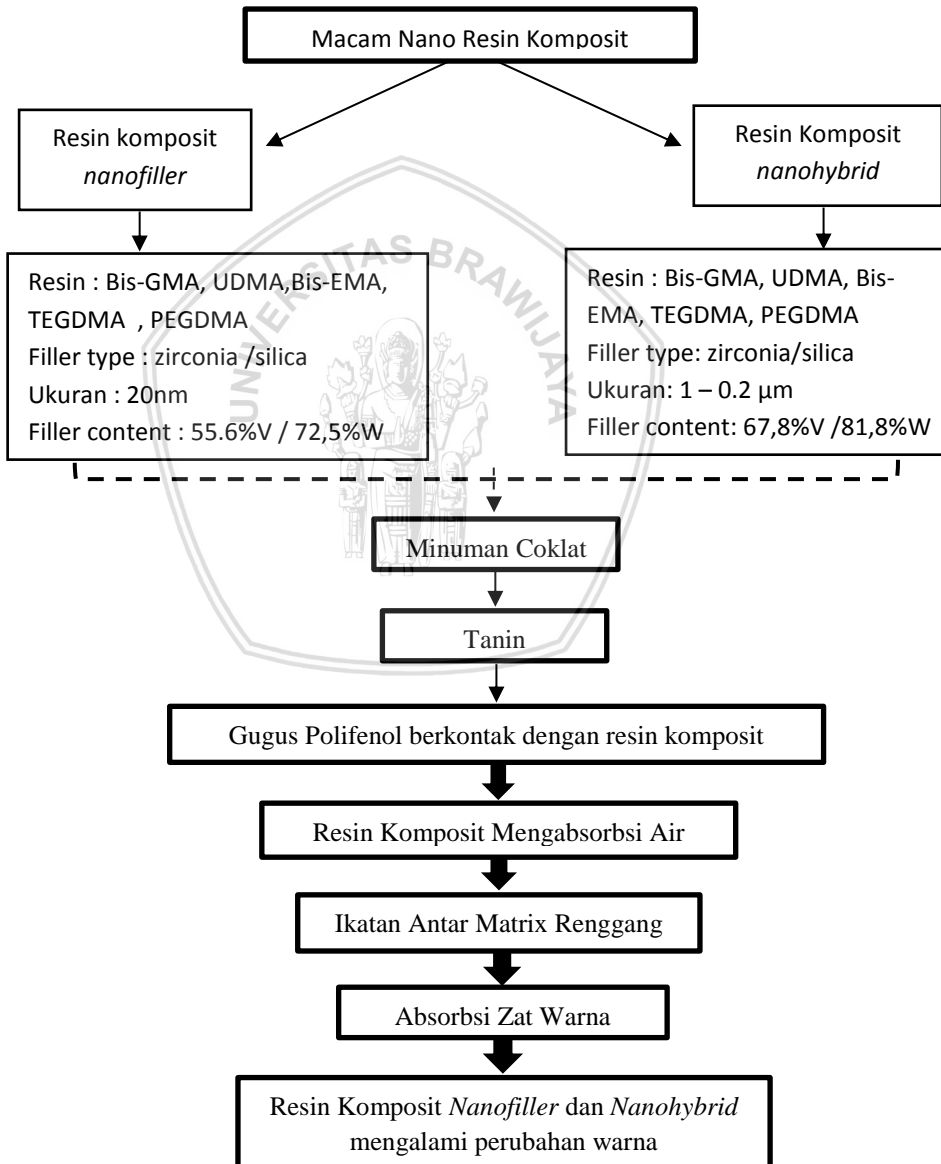 Macam Nano Resin Komposit
Resin komposit
nanofiller
Resin Komposit
nanohybrid
Resin : Bis-GMA, UDMA,Bis-EMA,
TEGDMA , PEGDMA
Filler type : zirconia /silica
Ukuran : 20nm
Filler content : 55.6%V / 72,5%W
Resin : Bis-GMA, UDMA, Bis-
EMA, TEGDMA, PEGDMA
Filler type: zirconia/silica
Ukuran: 1 – 0.2 µm
Filler content: 67,8%V /81,8%W
UNIVERSITAS BRAWIJAYA
Minuman Coklat
Tanin
Gugus Polifenol berkontak dengan resin komposit
Resin Komposit Mengabsorbsi Air
Ikatan Antar Matrix Renggang
Absorbsi Zat Warna
Resin Komposit Nanofiller dan Nanohybrid
mengalami perubahan warna